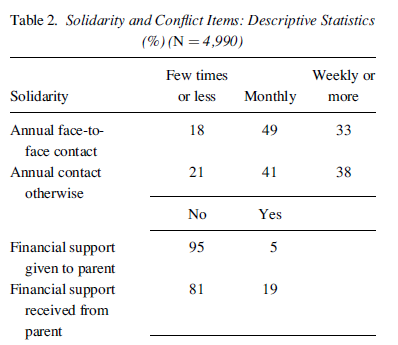 Table 2. Solidarity and Conflict Items: Descriptive Statistics
(%) (N = 4,990)
Few times Weekly or
Solidarity or less Monthly more
Annual face-to- 18 49 33
face contact
Annual contact 21 41 38
otherwise
No Yes
Financial support 95 5
given to parent
Financial support 81 19
received from
parent